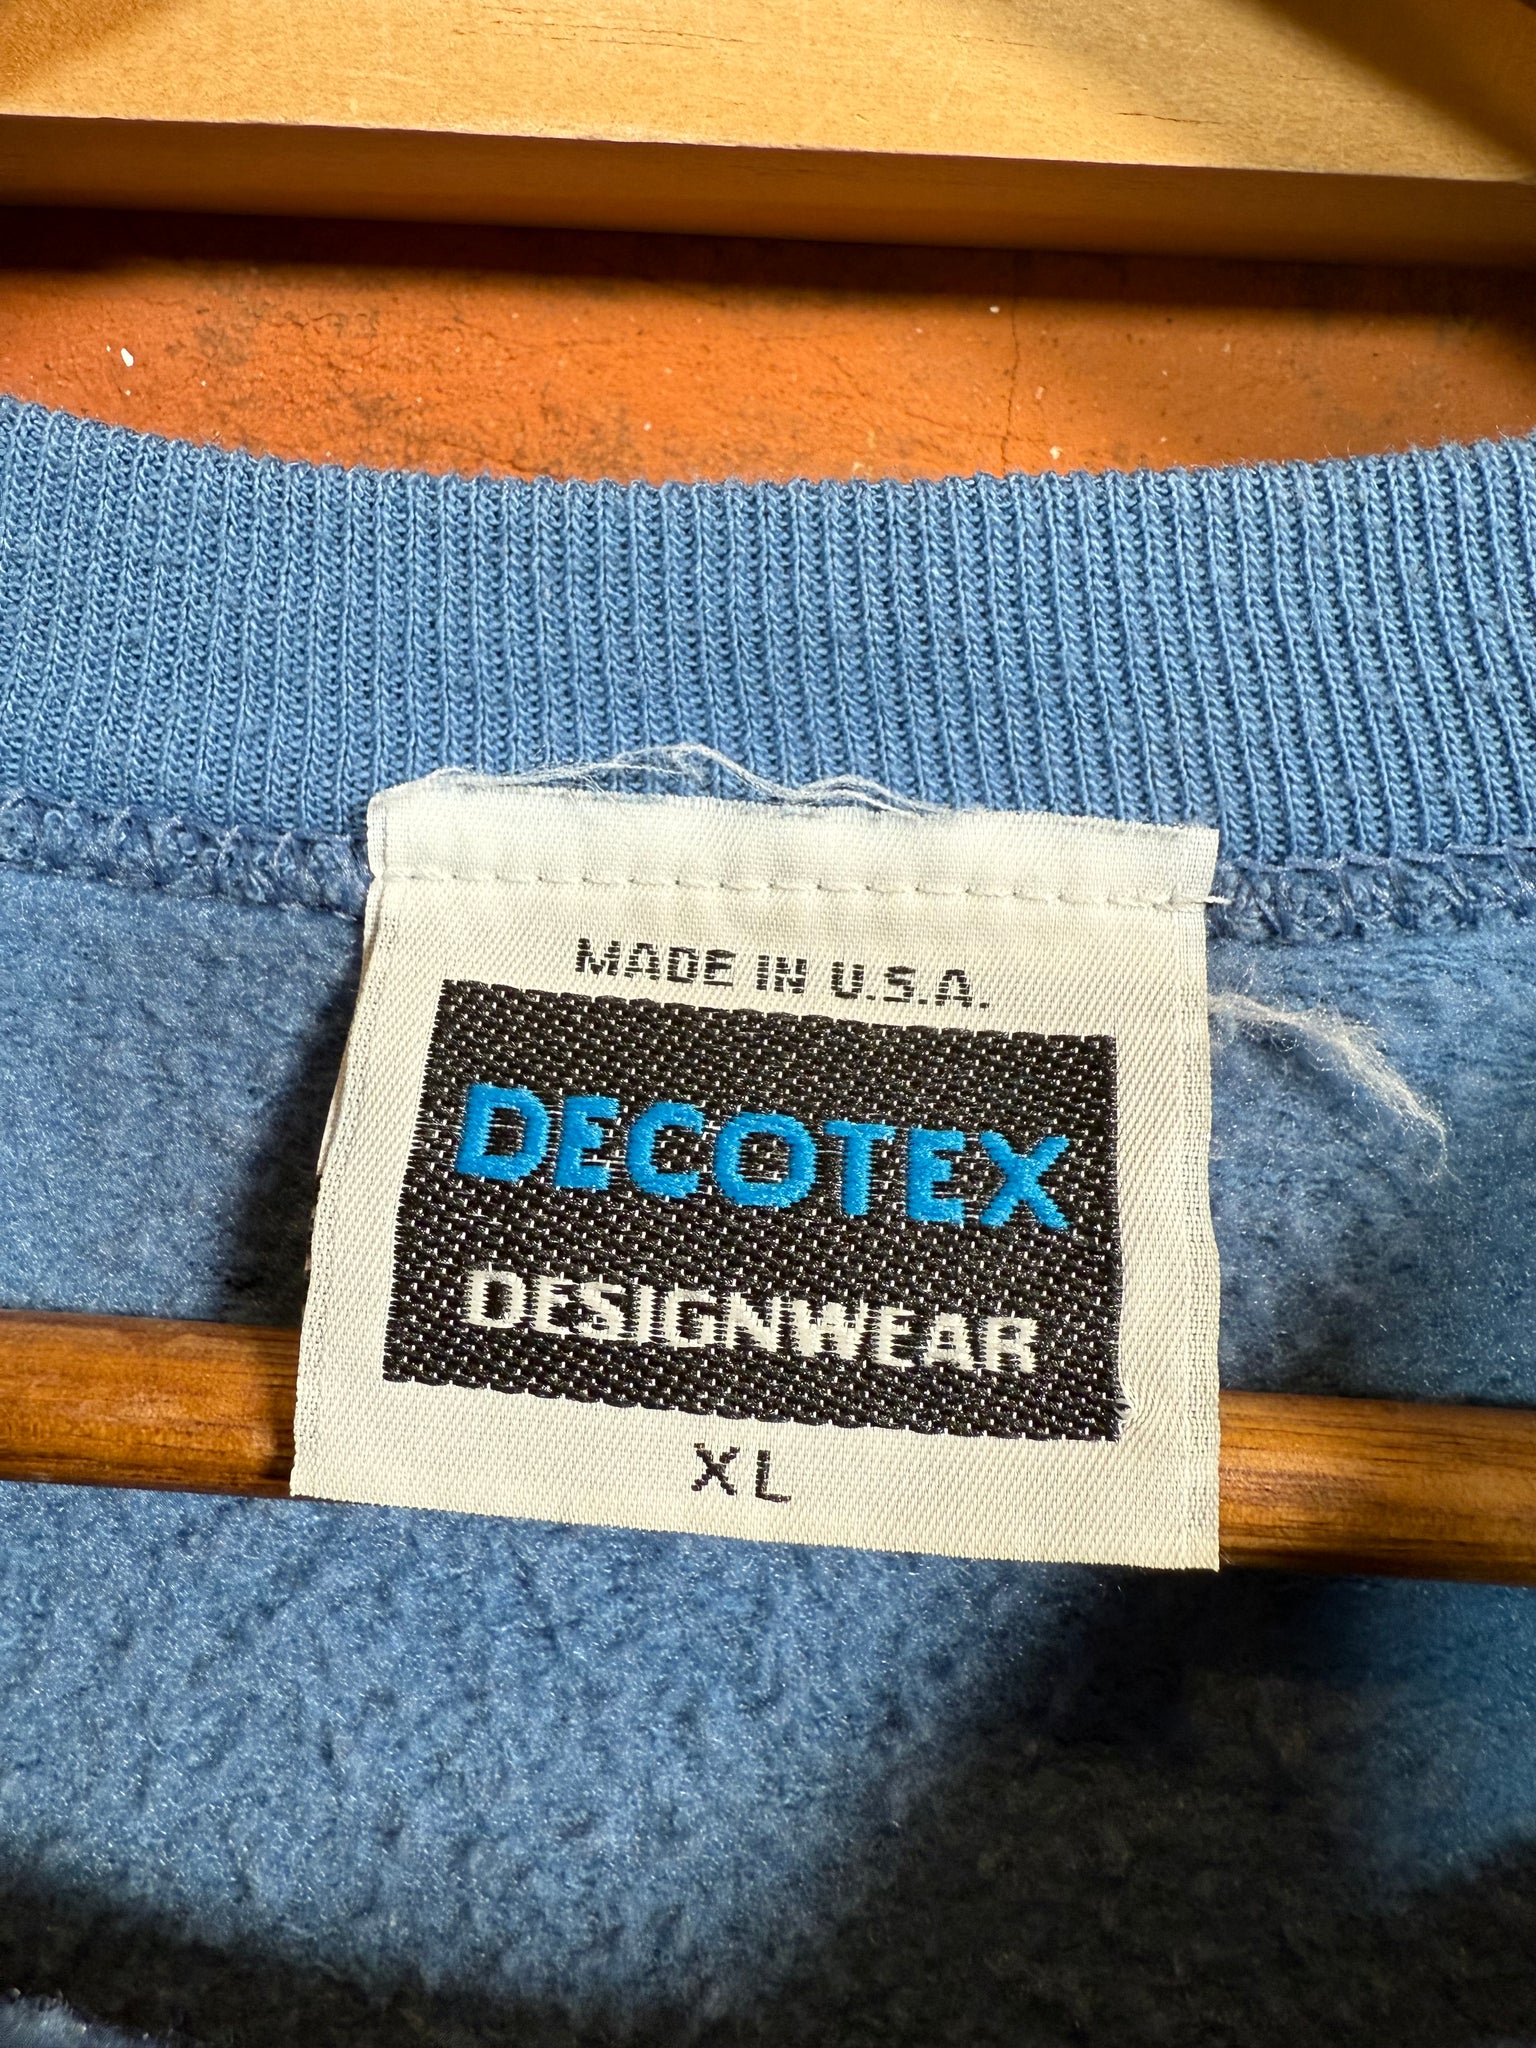 MADE IN U.S.A.
DECOTEX
DESIGNWEAR
XL